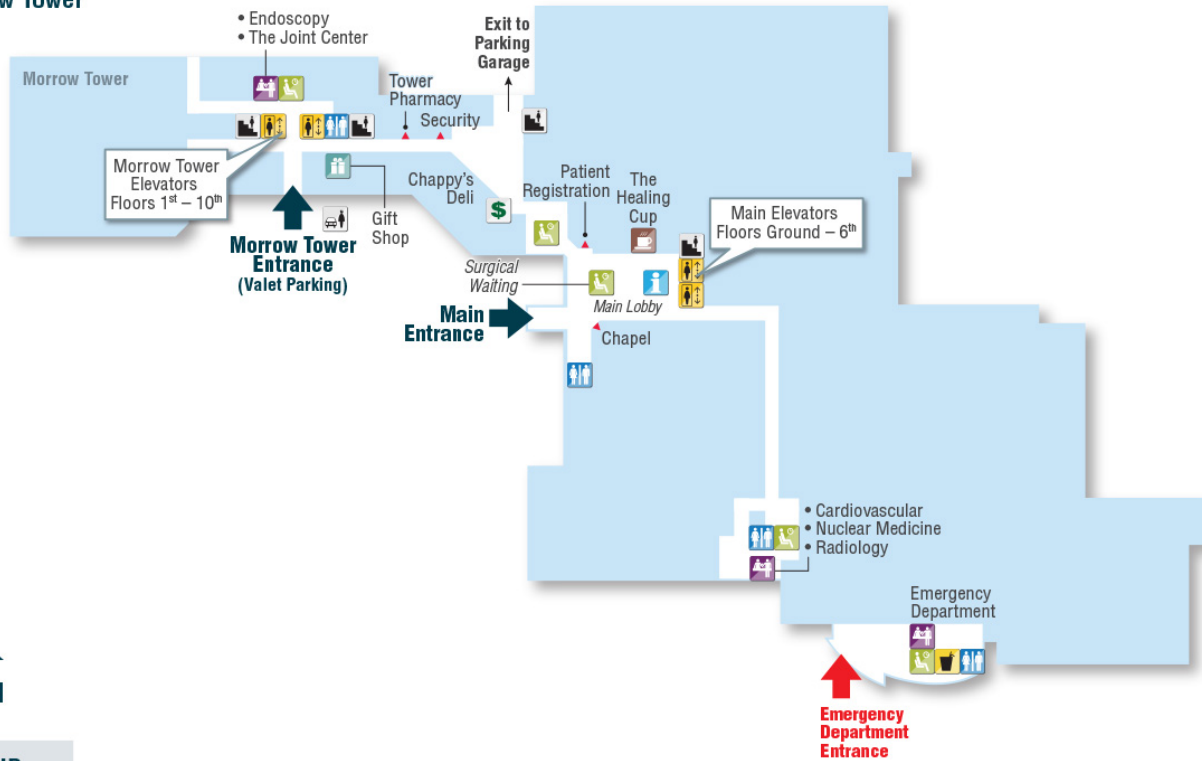 • Endoscopy
• The Joint Center
Exit to
Parking
Garage
Morrow Tower
Tower
Pharmacy
Security
Morrow Tower
Elevators
Floors 1st – 10th
Gift
Shop
Chappy's
Deli
$
Patient
Registration
The
Healing
Cup
Main Elevators
Floors Ground – 6th
Morrow Tower
Entrance
(Valet Parking)
Surgical
Waiting
i
Main Lobby
Main
Entrance
Chapel
• Cardiovascular
• Nuclear Medicine
• Radiology
Emergency
Department
Emergency
Department
Entrance